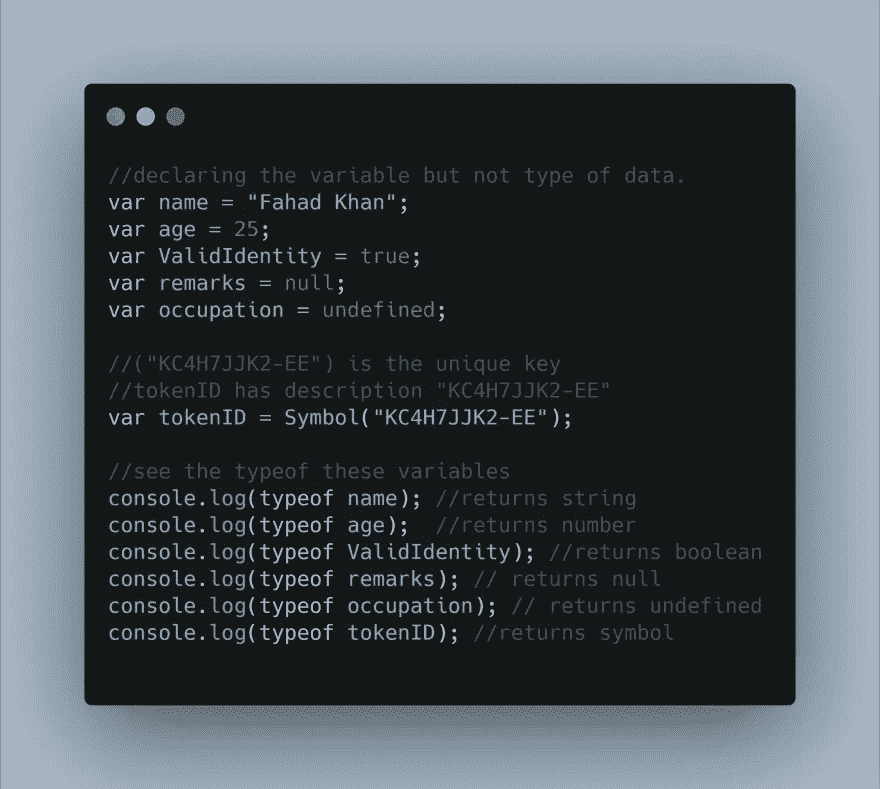 //declaring the variable but not type of data.
var name = "Fahad Khan";
var age = 25;
var ValidIdentity = true;
var remarks = null;
var occupation = undefined;
//("KC4H7JJK2-EE") is the unique key
//tokenID has description "KC4H7JJK2-EE"
var tokenID = Symbol("KC4H7JJK2-EE");
//see the typeof these variables
console.log(typeof name); //returns string
console.log(typeof age);  //returns number
console.log(typeof ValidIdentity); //returns boolean
console.log(typeof remarks); // returns null
console.log(typeof occupation); // returns undefined
console.log(typeof tokenID); //returns symbol